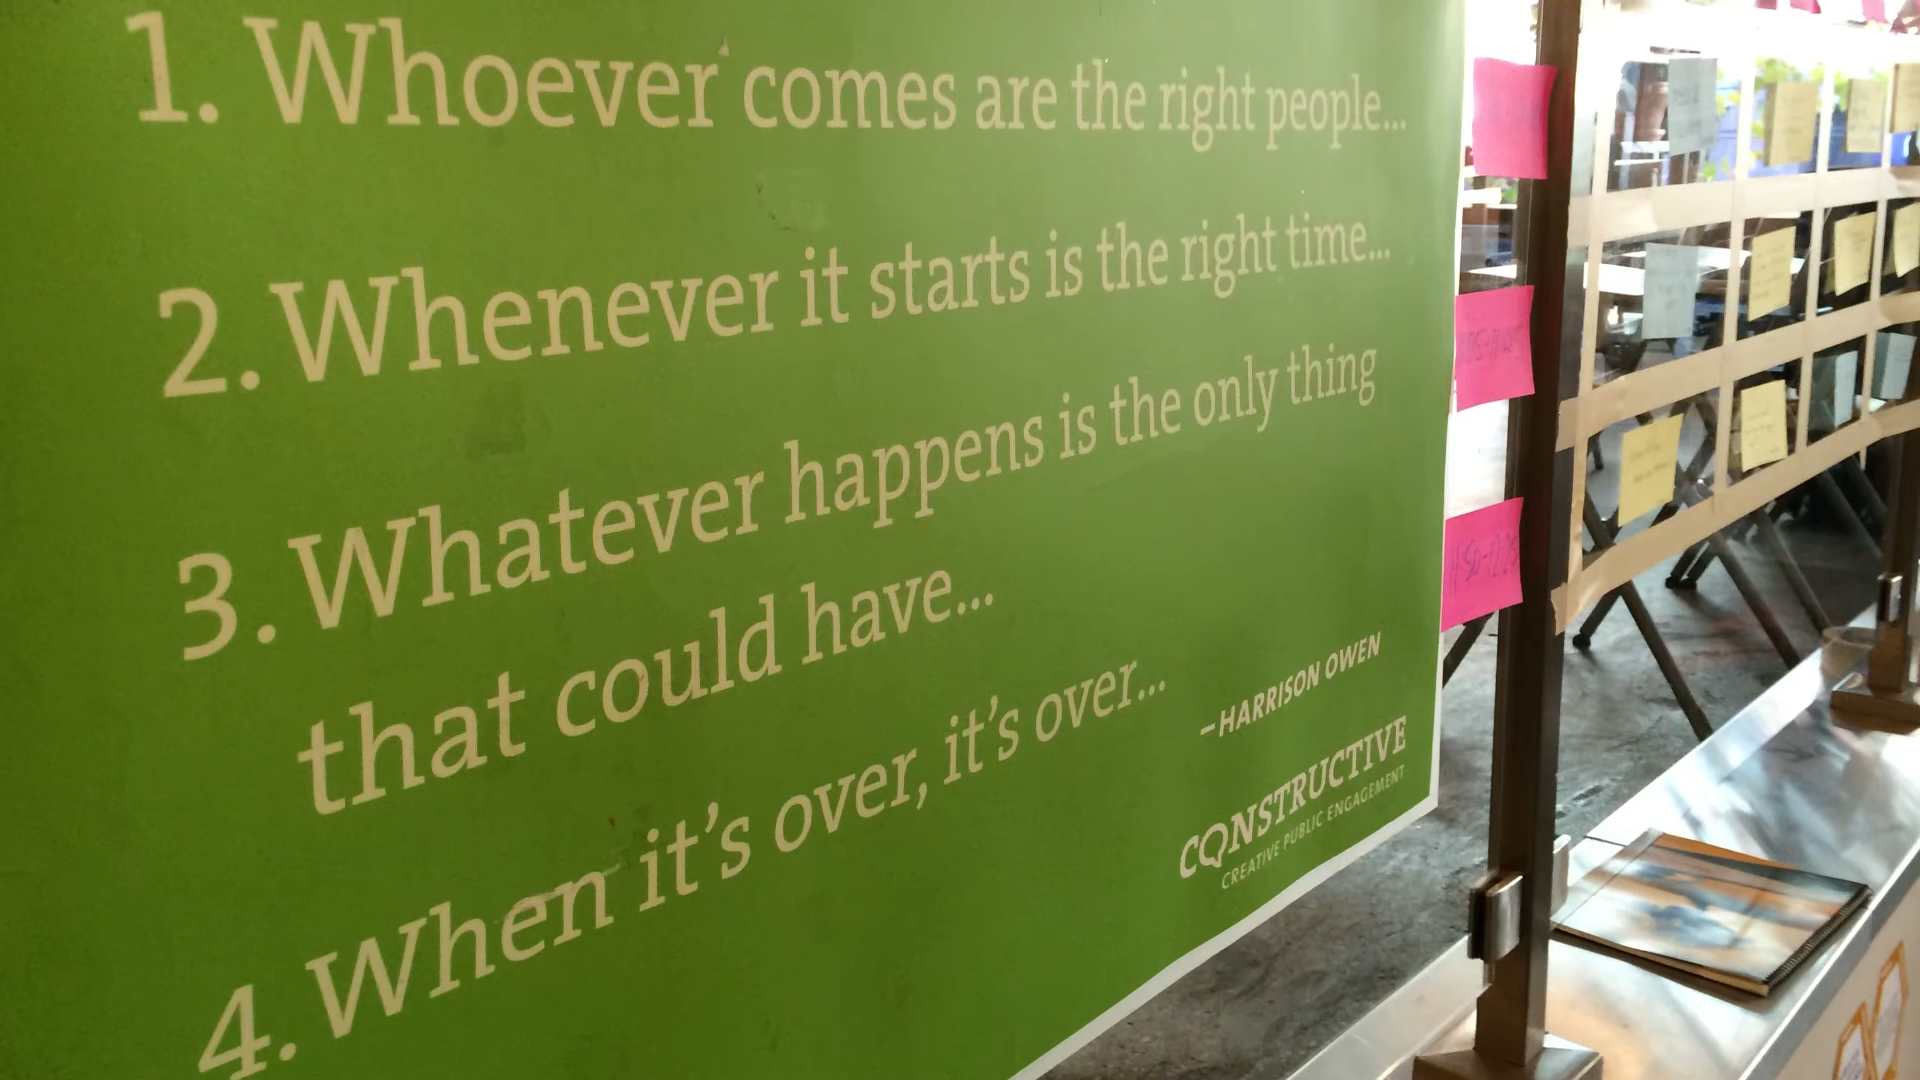 1. Whoever comes are the right people...
2. Whenever it starts is the right time...
3. Whatever happens is the only thing
that could have...
4. When it's over, it's over...
–HARRISON OWEN
CONSTRUCTIVE
CREATIVE PUBLIC ENGAGEMENT